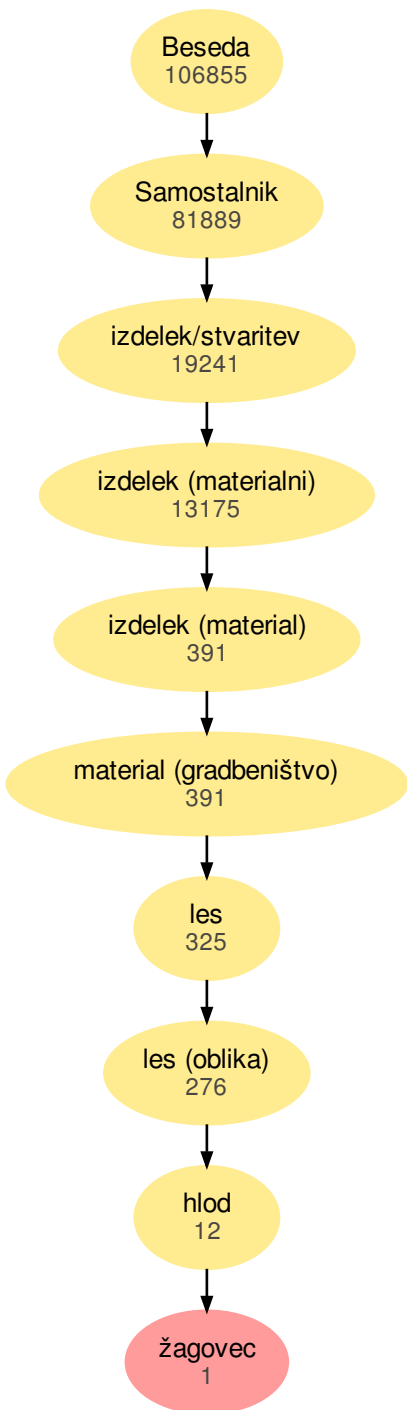 Beseda
106855
Samostalnik
81889
izdelek/stvaritev
19241
izdelek (materialni)
13175
izdelek (material)
391
material (gradbeništvo)
391
les
325
les (oblika)
276
hlod
12
žagovec
1